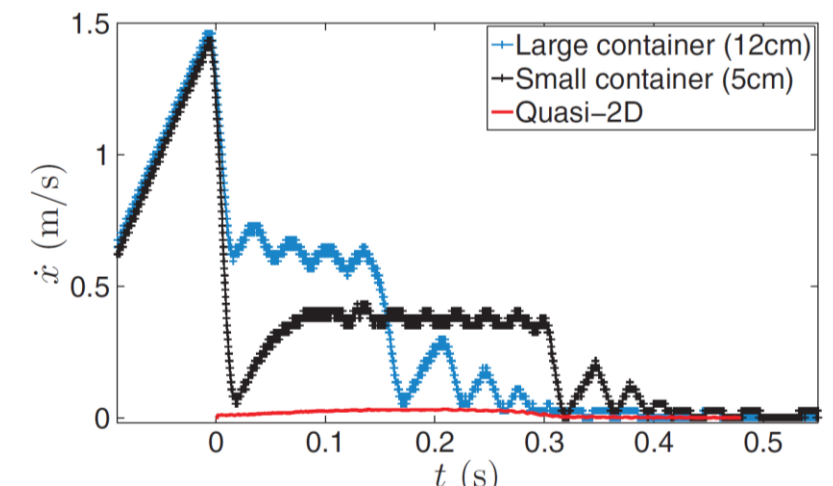 1.5
Large container (12cm)
Small container (5cm)
Quasi−2D
1
ẋ (m/s)
0.5
0
0 0.1 0.2 0.3 0.4 0.5
t (s)